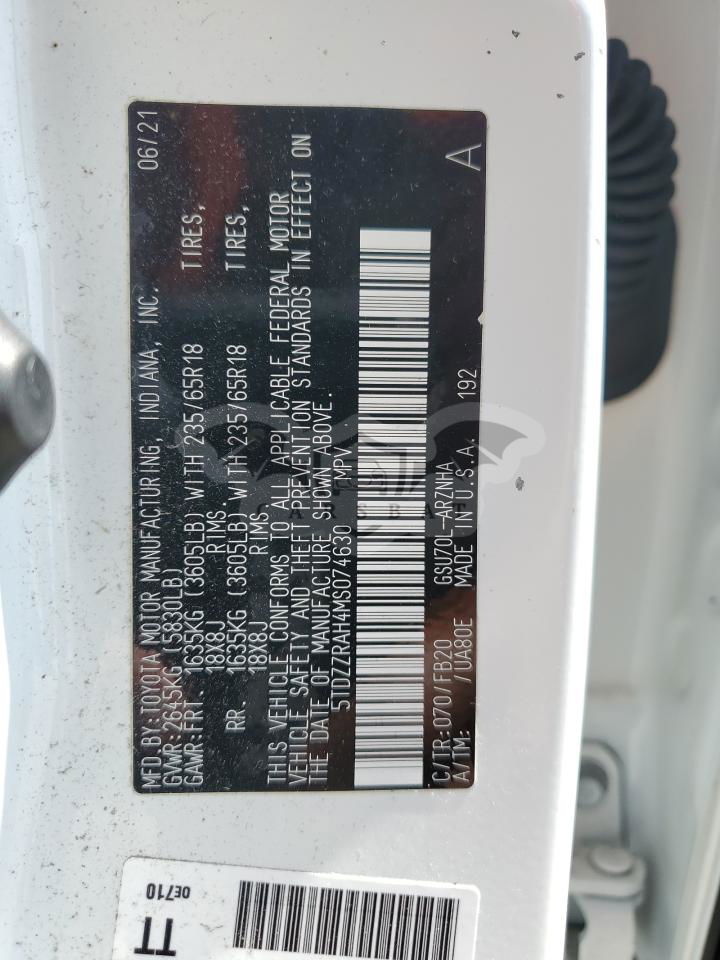 MFD.BY:TOYOTA MOTOR MANUFACTURING, INDIANA, INC. 06/21
GVWR:2645KG (5830LB)
GAWR:FRT. 1635KG (3605LB) WITH 235/65R18 TIRES,
18X8J RIMS
RR. 1635KG (3605LB) WITH 235/65R18 TIRES,
18X8J RIMS
THIS VEHICLE CONFORMS TO ALL APPLICABLE FEDERAL MOTOR
VEHICLE SAFETY AND THEFT PREVENTION STANDARDS IN EFFECT ON
THE DATE OF MANUFACTURE SHOWN ABOVE.
5TDZZRAH4MS074630 MPV
C/TR:070/FB20 GSU70L-ARZNHA A
A/TM: /UA80E MADE IN U.S.A. 192
CARSBAT
0E710
TT